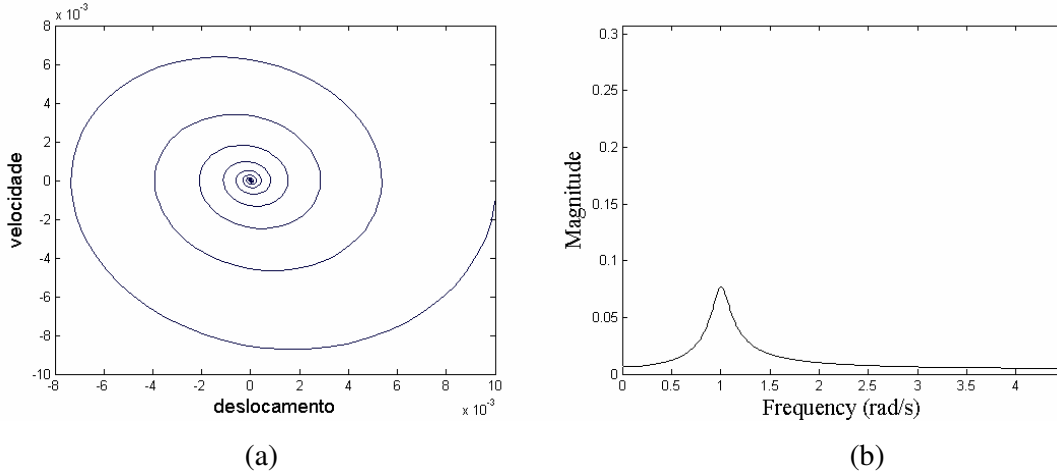 x 10⁻³
8
6
4
2
0
-2
-4
-6
-8
-10
velocidade
-8 -6 -4 -2 0 2 4 6 8 10
deslocamento
x 10⁻³
(a)
0.3
0.25
0.2
0.15
0.1
0.05
0
Magnitude
0 0.5 1 1.5 2 2.5 3 3.5 4
Frequency (rad/s)
(b)